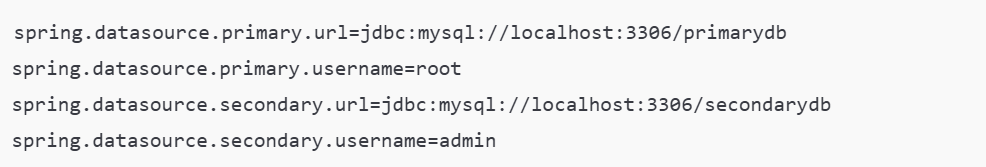 spring.datasource.primary.url=jdbc:mysql://localhost:3306/primarydb
spring.datasource.primary.username=root
spring.datasource.secondary.url=jdbc:mysql://localhost:3306/secondarydb
spring.datasource.secondary.username=admin